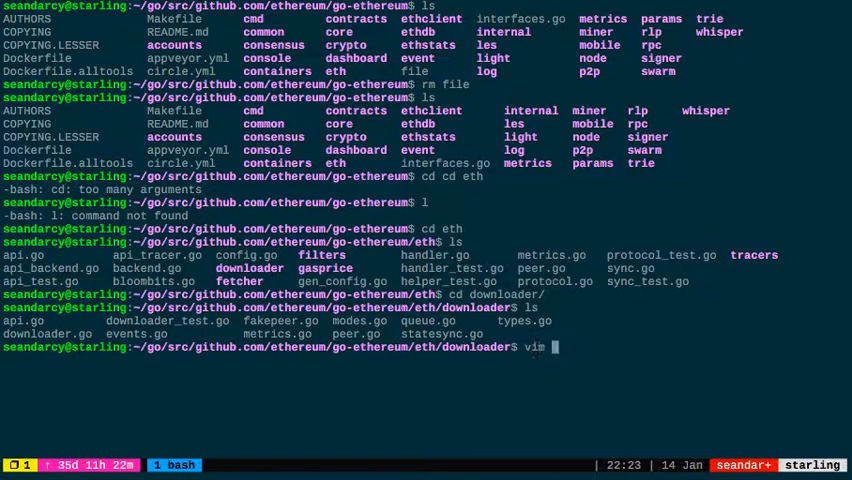 seandarcy@starling:~/go/src/github.com/ethereum/go-ethereum$ ls
AUTHORS Makefile cmd contracts ethclient interfaces.go metrics params trie
COPYING README.md common core ethdb internal miner rlp whisper
COPYING.LESSER accounts consensus crypto ethstats les mobile rpc
Dockerfile appveyor.yml console dashboard event light node signer
Dockerfile.alltools circle.yml containers eth file log p2p swarm
seandarcy@starling:~/go/src/github.com/ethereum/go-ethereum$ rm file
seandarcy@starling:~/go/src/github.com/ethereum/go-ethereum$ ls
AUTHORS Makefile cmd contracts ethclient internal miner rlp whisper
COPYING README.md common core ethdb les mobile rpc
COPYING.LESSER accounts consensus crypto ethstats light node signer
Dockerfile appveyor.yml console dashboard event log p2p swarm
Dockerfile.alltools circle.yml containers eth interfaces.go metrics params trie
seandarcy@starling:~/go/src/github.com/ethereum/go-ethereum$ cd cd eth
-bash: cd: too many arguments
seandarcy@starling:~/go/src/github.com/ethereum/go-ethereum$ l
-bash: l: command not found
seandarcy@starling:~/go/src/github.com/ethereum/go-ethereum$ cd eth
seandarcy@starling:~/go/src/github.com/ethereum/go-ethereum/eth$ ls
api.go api_tracer.go config.go filters handler.go metrics.go protocol_test.go tracers
api_backend.go backend.go downloader gasprice handler_test.go peer.go sync.go
api_test.go bloombits.go fetcher gen_config.go helper_test.go protocol.go sync_test.go
seandarcy@starling:~/go/src/github.com/ethereum/go-ethereum/eth$ cd downloader/
seandarcy@starling:~/go/src/github.com/ethereum/go-ethereum/eth/downloader$ ls
api.go downloader_test.go fakepeer.go modes.go queue.go types.go
downloader.go events.go metrics.go peer.go statesync.go
seandarcy@starling:~/go/src/github.com/ethereum/go-ethereum/eth/downloader$ vim
1 ↑ 35d 11h 22m 1 bash | 22:23 | 14 Jan seandar+ starling